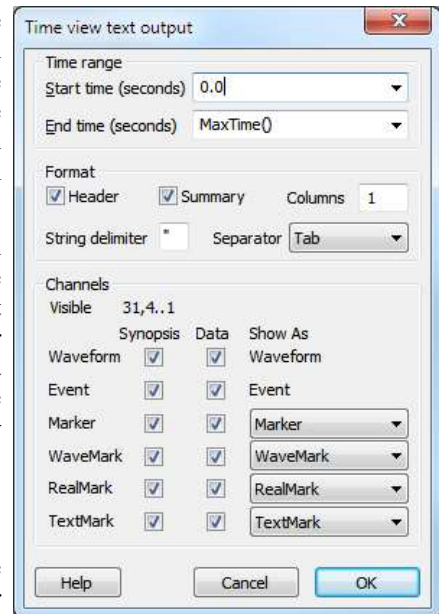 Time view text output
Time range
Start time (seconds) 0.0
End time (seconds) MaxTime()
Format
Header Summary Columns 1
String delimiter " Separator Tab
Channels
Visible 31,4..1
Synopsis Data Show As
Waveform Waveform
Event Event
Marker Marker
WaveMark WaveMark
RealMark RealMark
TextMark TextMark
Help Cancel OK